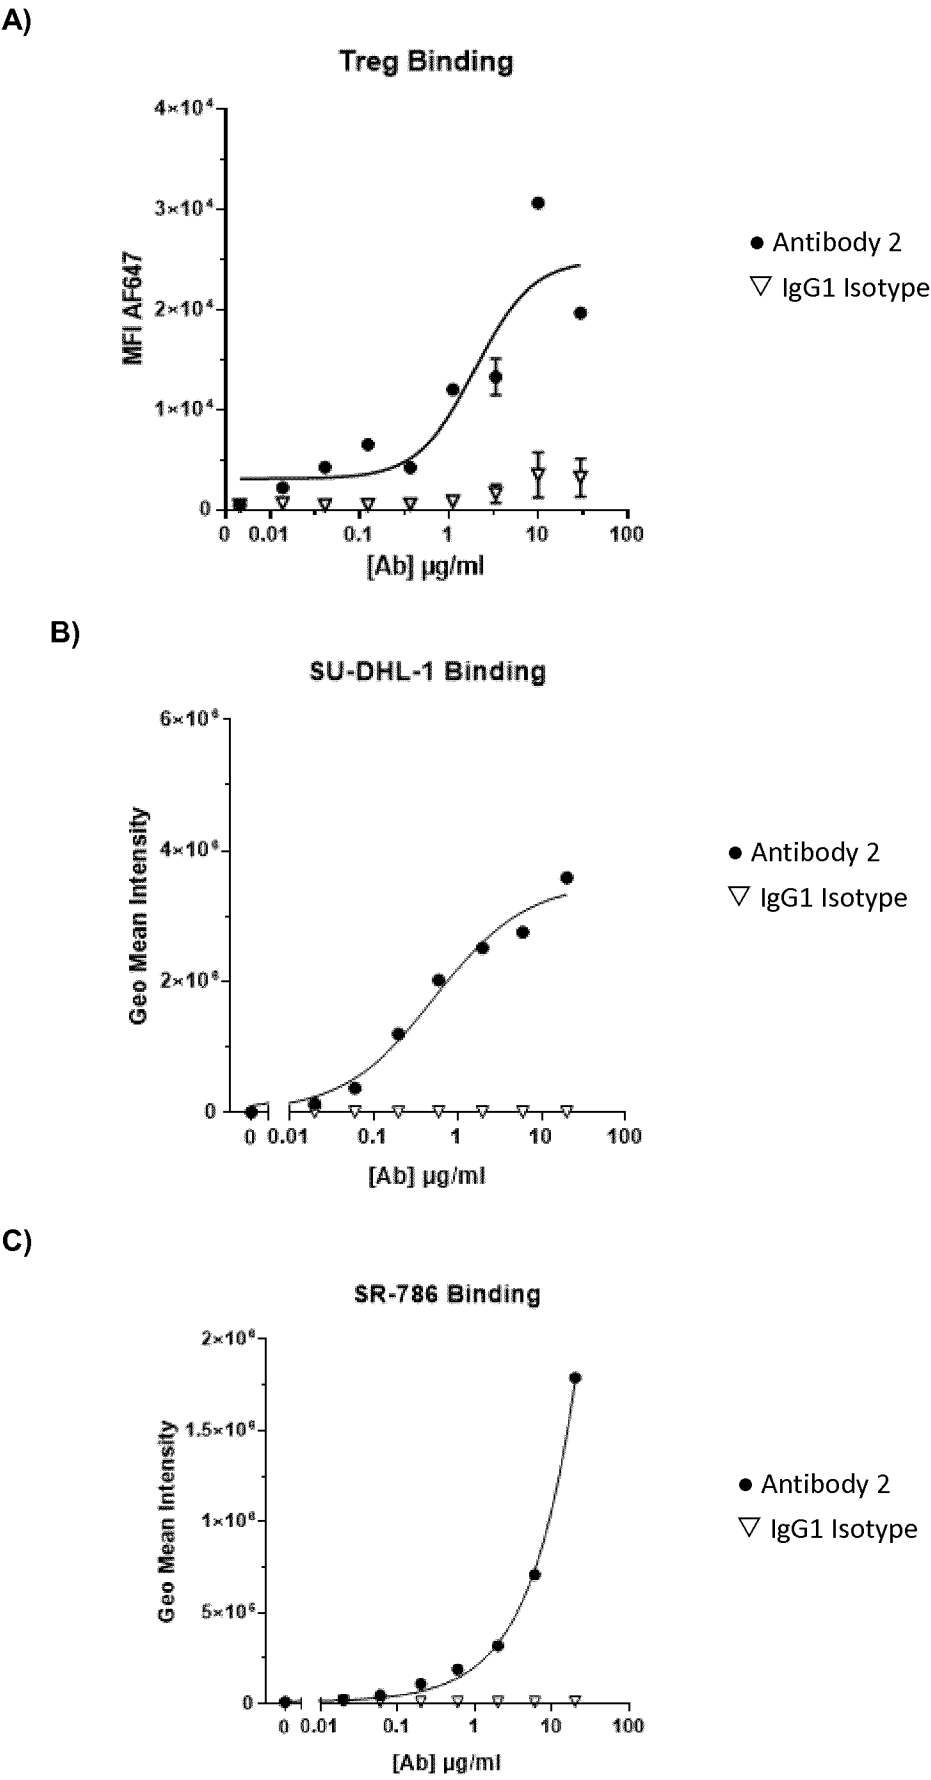 A)
Treg Binding
4×10⁴
3×10⁴
2×10⁴
1×10⁴
0
MFI AF647
0 0.01 0.1 1 10 100
[Ab] µg/ml
Antibody 2
IgG1 Isotype
B)
SU-DHL-1 Binding
6×10⁶
4×10⁶
2×10⁶
0
Geo Mean Intensity
0 0.01 0.1 1 10 100
[Ab] µg/ml
Antibody 2
IgG1 Isotype
C)
SR-786 Binding
2×10⁶
1.5×10⁶
1×10⁶
5×10⁶
0
Geo Mean Intensity
0 0.01 0.1 1 10 100
[Ab] µg/ml
Antibody 2
IgG1 Isotype